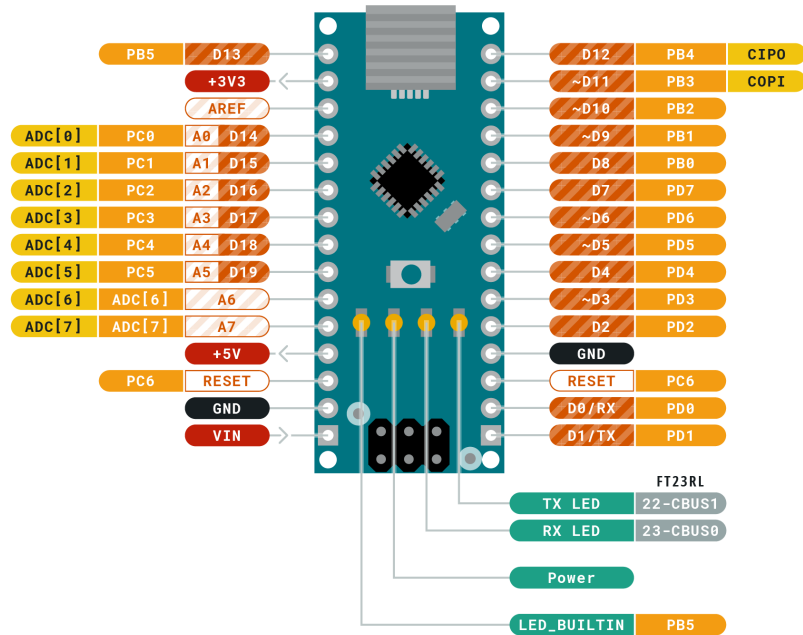 PB5 D13 D12 PB4 CIPO
+3V3 ~D11 PB3 COPI
AREF ~D10 PB2
ADC[0] PC0 A0 D14 ~D9 PB1
ADC[1] PC1 A1 D15 D8 PB0
ADC[2] PC2 A2 D16 D7 PD7
ADC[3] PC3 A3 D17 ~D6 PD6
ADC[4] PC4 A4 D18 ~D5 PD5
ADC[5] PC5 A5 D19 D4 PD4
ADC[6] ADC[6] A6 ~D3 PD3
ADC[7] ADC[7] A7 D2 PD2
+5V GND
PC6 RESET RESET PC6
GND D0/RX PD0
VIN D1/TX PD1
FT23RL
TX LED 22-CBUS1
RX LED 23-CBUS0
Power
LED_BUILTIN PB5